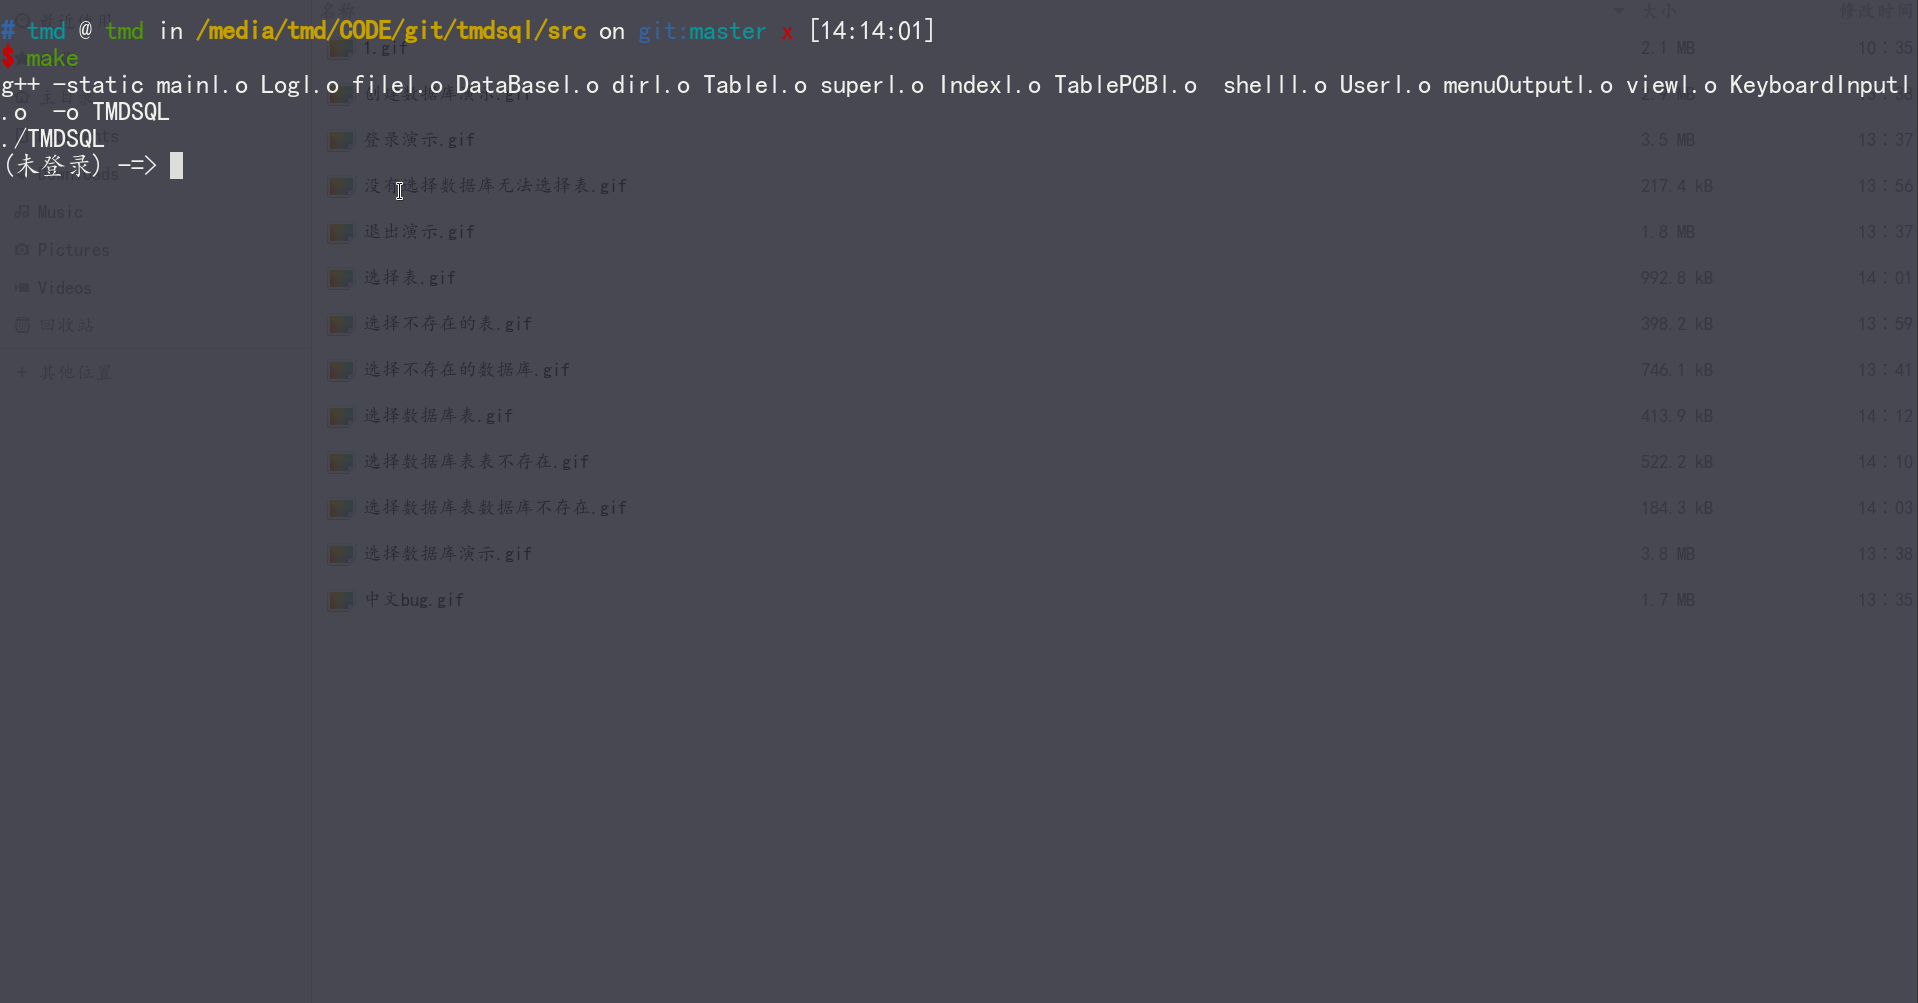 # tmd @ tmd in /media/tmd/CODE/git/tmdsql/src on git:master x [14:14:01]
$ make
g++ -static mainl.o Logl.o filel.o DataBasel.o dirl.o Tablel.o superl.o Indexl.o TablePCBl.o  shelll.o Userl.o menuOutputl.o viewl.o KeyboardInputl
.o  -o TMDSQL
./TMDSQL
(未登录) -=>
名称 大小 修改时间
1.gif 2.1 MB 10:35
登录演示.gif 3.5 MB 13:37
没有选择数据库无法选择表.gif 217.4 kB 13:56
Music
退出演示.gif 1.8 MB 13:37
Pictures
选择表.gif 992.8 kB 14:01
Videos
回收站
选择不存在的表.gif 398.2 kB 13:59
其他位置
选择不存在的数据库.gif 746.1 kB 13:41
选择数据库表.gif 413.9 kB 14:12
选择数据库表表不存在.gif 522.2 kB 14:10
选择数据库表数据库不存在.gif 184.3 kB 14:03
选择数据库演示.gif 3.8 MB 13:38
中文bug.gif 1.7 MB 13:35